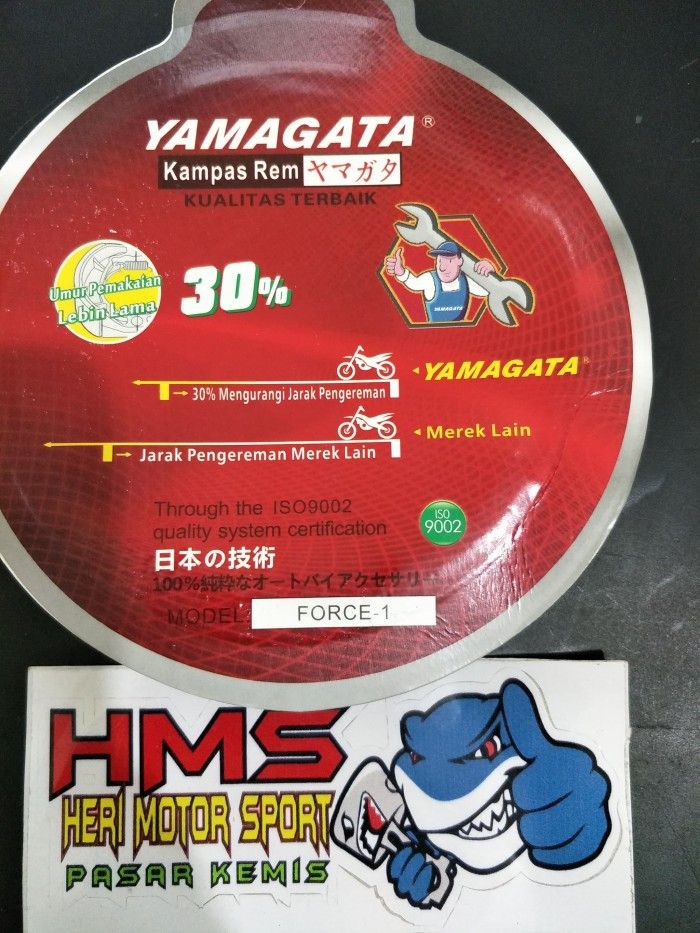 YAMAGATA®
Kampas Rem ヤマガタ
KUALITAS TERBAIK
Umur Pemakaian
Lebih Lama
30%
YAMAGATA
YAMAGATA®
30% Mengurangi Jarak Pengereman
Merek Lain
Jarak Pengereman Merek Lain
Through the ISO9002
quality system certification
ISO
9002
日本の技術
100%純粋なオートバイアクセサリー
MODEL: FORCE-1
HMS
HERI MOTOR SPORT
PASAR KEMIS